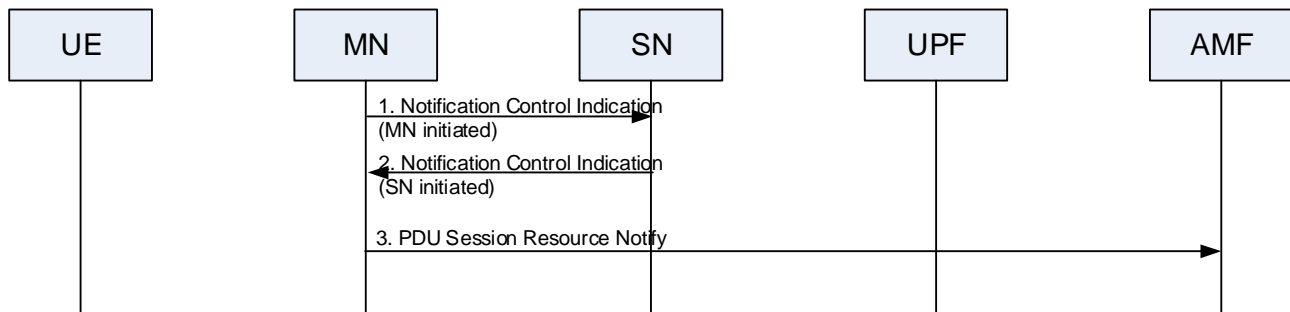 UE
MN
SN
UPF
AMF
1. Notification Control Indication
(MN initiated)
2. Notification Control Indication
(SN initiated)
3. PDU Session Resource Notify